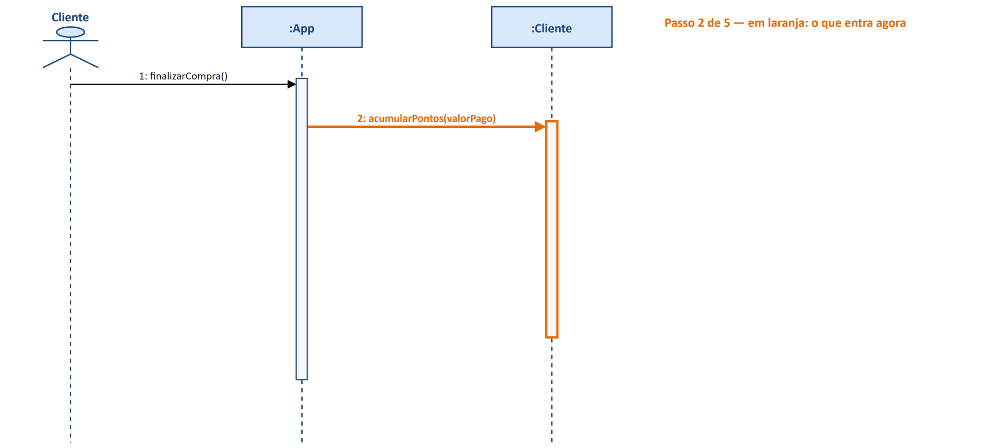 Cliente
:App
:Cliente
Passo 2 de 5 — em laranja: o que entra agora
1: finalizarCompra()
2: acumularPontos(valorPago)